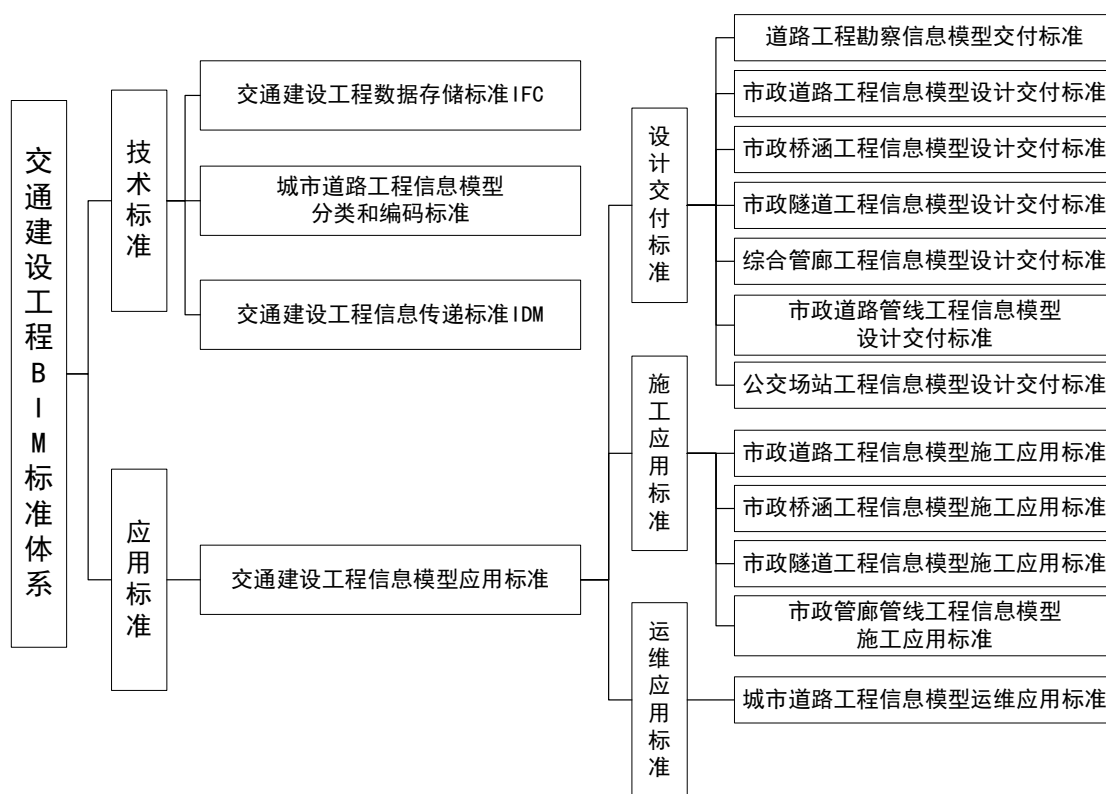 交通建设工程BIM标准体系
技术标准
交通建设工程数据存储标准IFC
城市道路工程信息模型
分类和编码标准
交通建设工程信息传递标准IDM
应用标准
交通建设工程信息模型应用标准
设计交付标准
道路工程勘察信息模型交付标准
市政道路工程信息模型设计交付标准
市政桥涵工程信息模型设计交付标准
市政隧道工程信息模型设计交付标准
综合管廊工程信息模型设计交付标准
市政道路管线工程信息模型
设计交付标准
公交场站工程信息模型设计交付标准
施工应用标准
市政道路工程信息模型施工应用标准
市政桥涵工程信息模型施工应用标准
市政隧道工程信息模型施工应用标准
市政管廊管线工程信息模型
施工应用标准
运维应用标准
城市道路工程信息模型运维应用标准